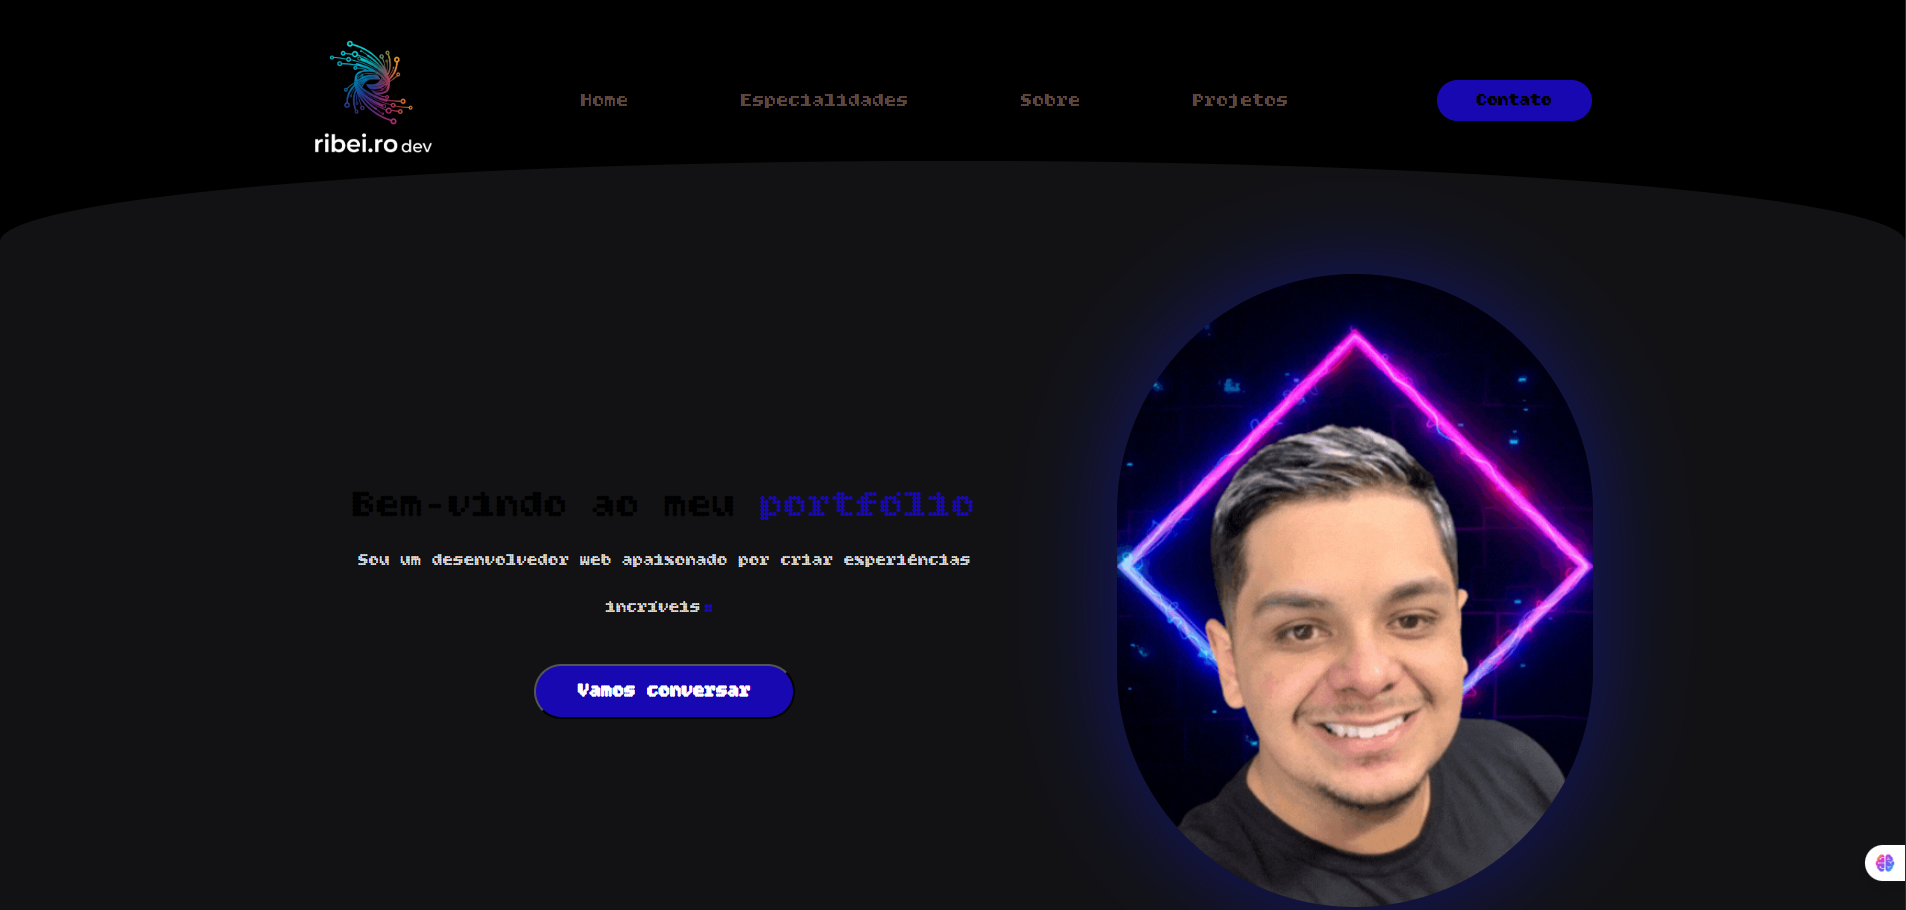 ribei.ro dev
Home
Especialidades
Sobre
Projetos
Contato
Bem-vindo ao meu portfólio
Sou um desenvolvedor web apaixonado por criar experiências
incríveis
Vamos conversar